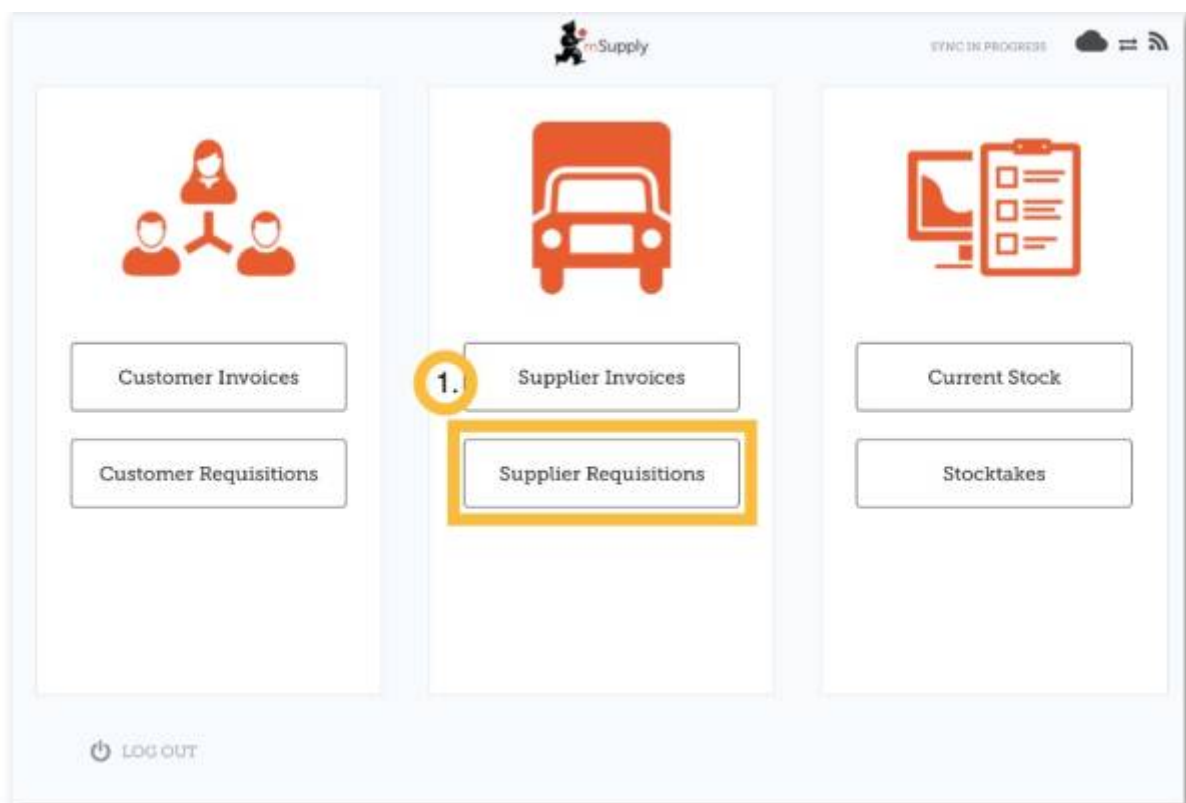 mSupply
SYNC IN PROGRESS
Customer Invoices
1.
Supplier Invoices
Current Stock
Customer Requisitions
Supplier Requisitions
Stocktakes
LOG OUT